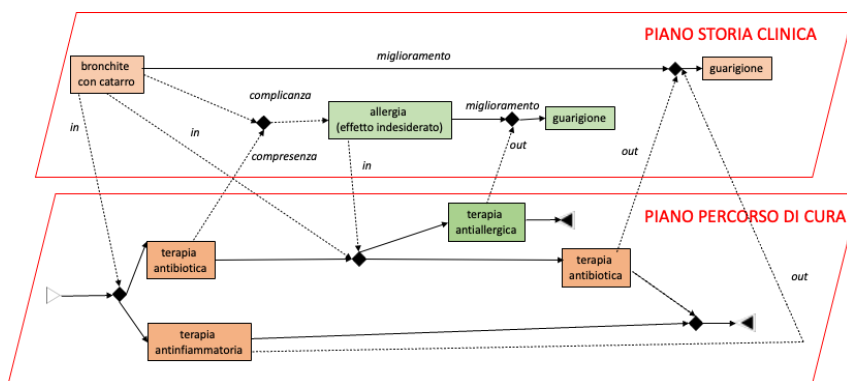 PIANO STORIA CLINICA
bronchite
con catarro
miglioramento
guarigione
complicanza
allergia
(effetto indesiderato)
miglioramento
guarigione
in
in
compresenza
in
out
out
terapia
antiallergica
PIANO PERCORSO DI CURA
terapia
antibiotica
terapia
antibiotica
out
terapia
antinfiammatoria